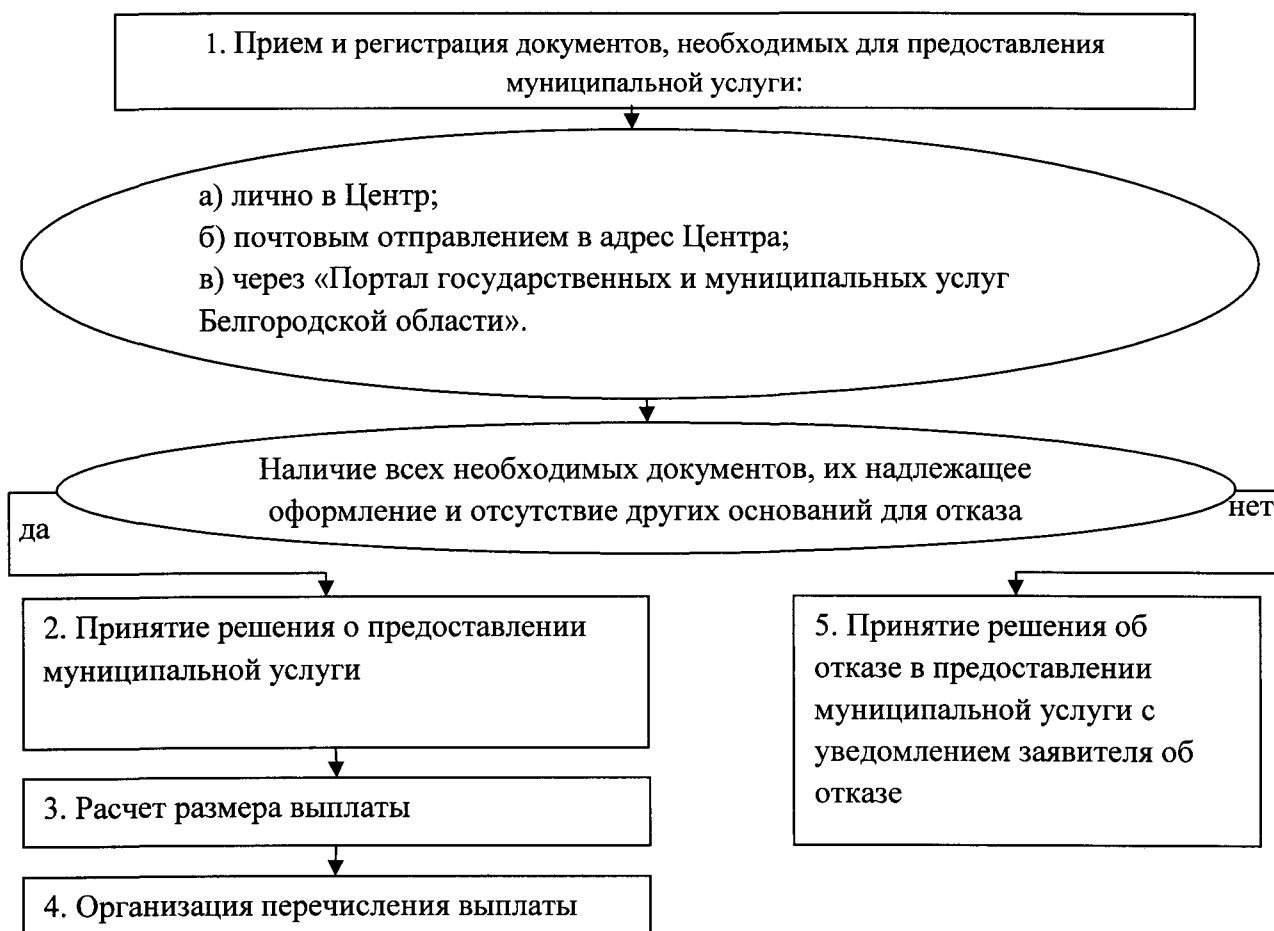 1. Прием и регистрация документов, необходимых для предоставления
муниципальной услуги:
а) лично в Центр;
б) почтовым отправлением в адрес Центра;
в) через «Портал государственных и муниципальных услуг
Белгородской области».
Наличие всех необходимых документов, их надлежащее
оформление и отсутствие других оснований для отказа
да
нет
2. Принятие решения о предоставлении
муниципальной услуги
3. Расчет размера выплаты
4. Организация перечисления выплаты
5. Принятие решения об
отказе в предоставлении
муниципальной услуги с
уведомлением заявителя об
отказе